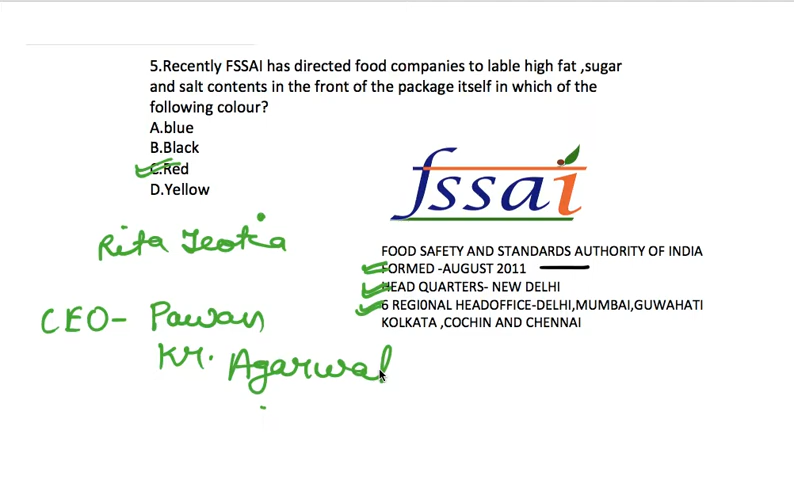 5.Recently FSSAI has directed food companies to lable high fat ,sugar
and salt contents in the front of the package itself in which of the
following colour?
A.blue
B.Black
C.Red
D.Yellow
fssai
FOOD SAFETY AND STANDARDS AUTHORITY OF INDIA
FORMED -AUGUST 2011
HEAD QUARTERS- NEW DELHI
6 REGI0NAL HEADOFFICE-DELHI,MUMBAI,GUWAHATI
KOLKATA ,COCHIN AND CHENNAI
Rita Teotia
CEO- Pawan
Kr. Agarwal